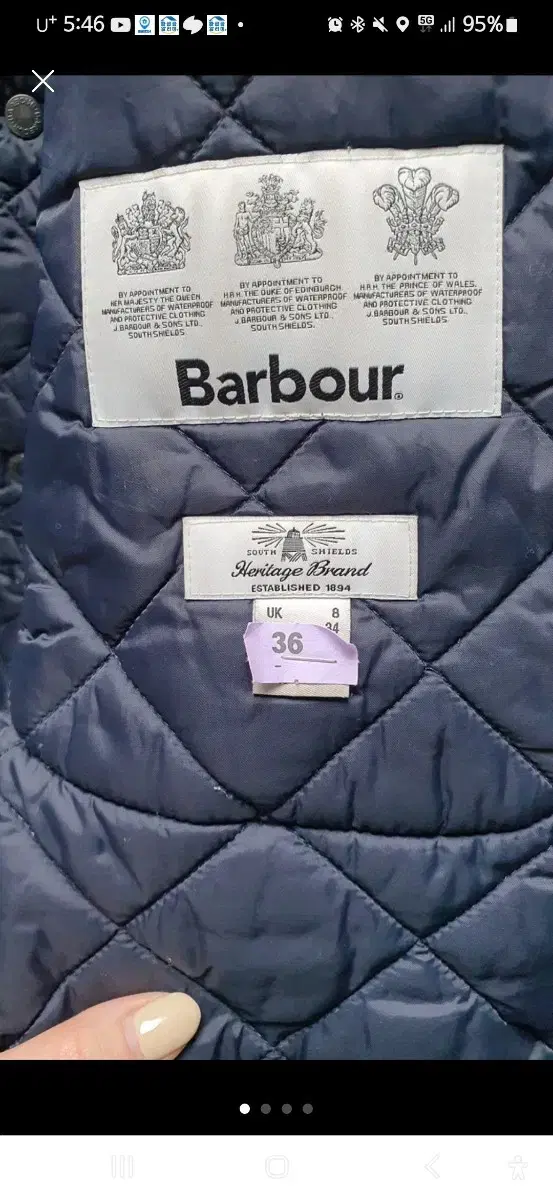 U+ 5:46
5G
95%
BY APPOINTMENT TO
HER MAJESTY THE QUEEN
MANUFACTURERS OF WATERPROOF
AND PROTECTIVE CLOTHING
J.BARBOUR & SONS LTD.,
SOUTH SHIELDS.
BY APPOINTMENT TO
H.R.H. THE DUKE OF EDINBURGH
MANUFACTURERS OF WATERPROOF
AND PROTECTIVE CLOTHING
J.BARBOUR & SONS LTD.,
SOUTH SHIELDS.
BY APPOINTMENT TO
H.R.H. THE PRINCE OF WALES.
MANUFACTURERS OF WATERPROOF
AND PROTECTIVE CLOTHING
J.BARBOUR & SONS LTD.,
SOUTH SHIELDS.
Barbour®
SOUTH SHIELDS
Heritage Brand
ESTABLISHED 1894
UK 8
34
36